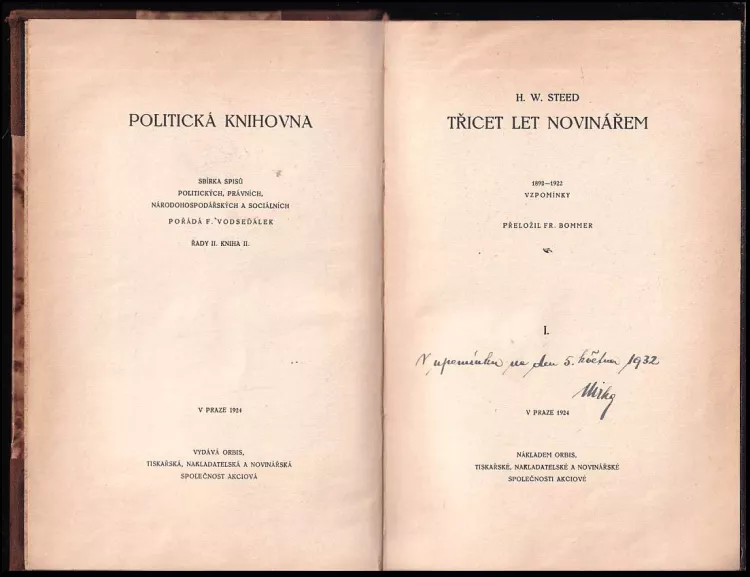 POLITICKÁ KNIHOVNA
SBÍRKA SPISŮ
POLITICKÝCH, PRÁVNÍCH,
NÁRODOHOSPODÁŘSKÝCH A SOCIÁLNÍCH
POŘÁDÁ F. VODSEĎÁLEK
ŘADY II. KNIHA II.
V PRAZE 1924
VYDÁVÁ ORBIS,
TISKAŘSKÁ, NAKLADATELSKÁ A NOVINÁŘSKÁ
SPOLEČNOST AKCIOVÁ
H. W. STEED
TŘICET LET NOVINÁŘEM
1892—1922
VZPOMÍNKY
PŘELOŽIL FR. BOMMER
I.
V upomínku na den 5. května 1932
V PRAZE 1924
NÁKLADEM ORBIS,
TISKAŘSKÉ, NAKLADATELSKÉ A NOVINÁŘSKÉ
SPOLEČNOSTI AKCIOVÉ